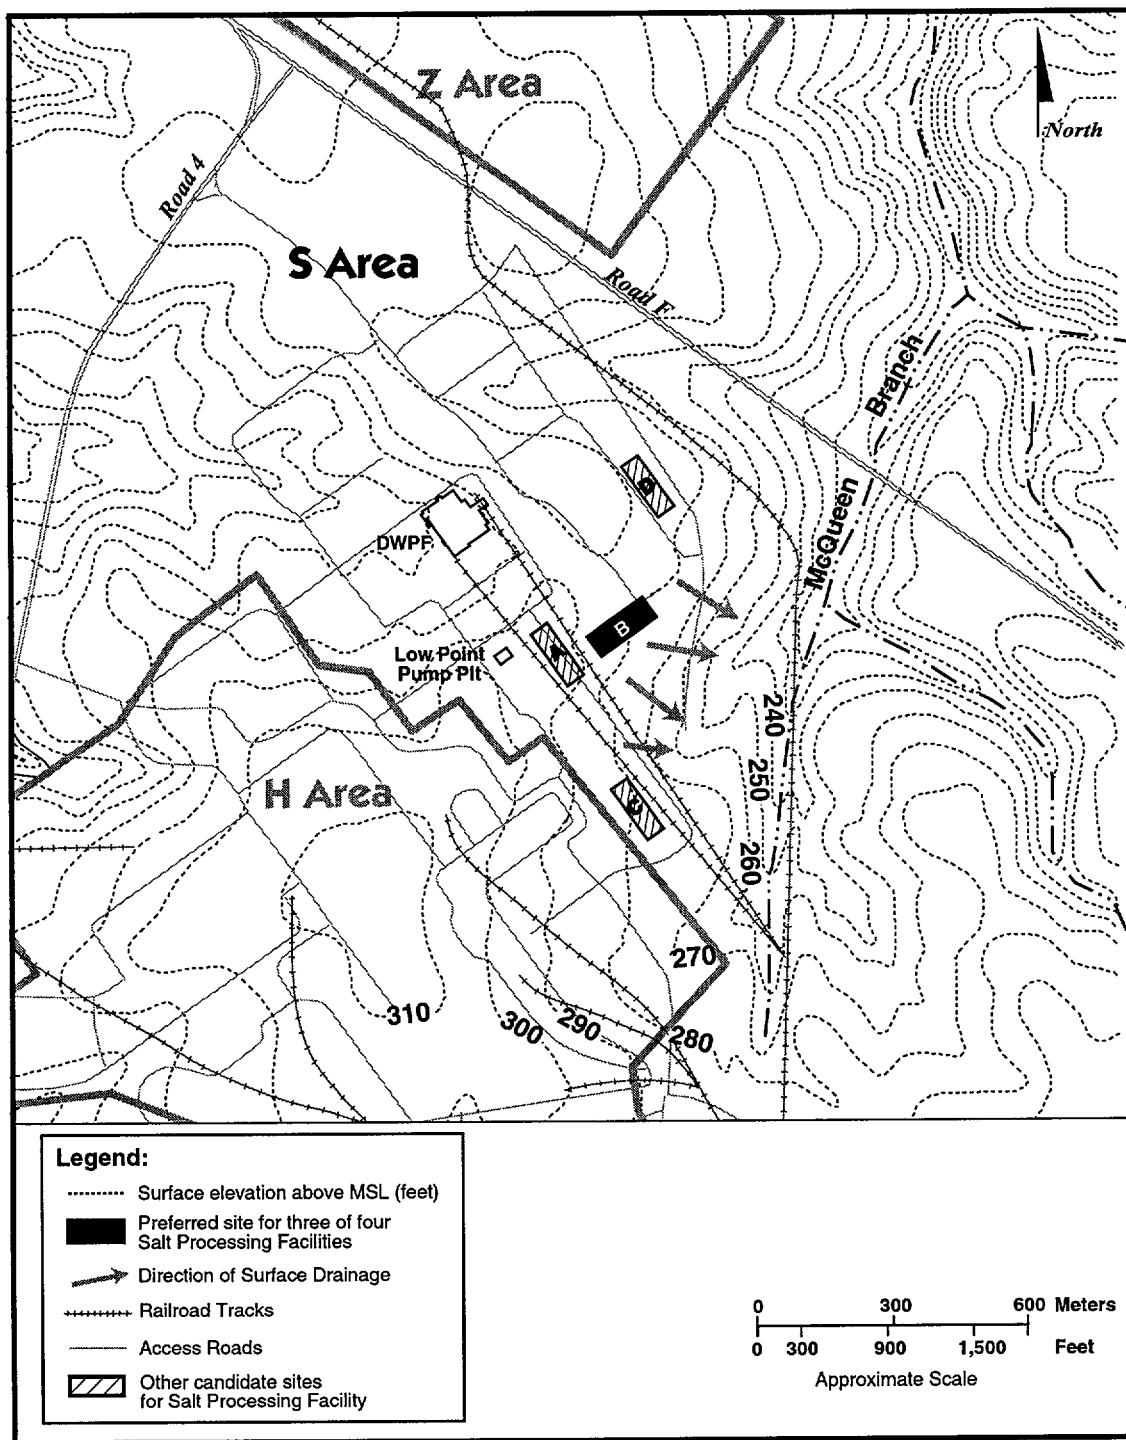 Z Area
North
Road 4
S Area
Road F
Branch
McQueen
DWPF
B
Low Point
Pump Pit
A
240
250
260
H Area
C
270
310
300
290
280
Legend:
Surface elevation above MSL (feet)
Preferred site for three of four
Salt Processing Facilities
Direction of Surface Drainage
Railroad Tracks
Access Roads
Other candidate sites
for Salt Processing Facility
0 300 600 Meters
0 300 900 1,500 Feet
Approximate Scale